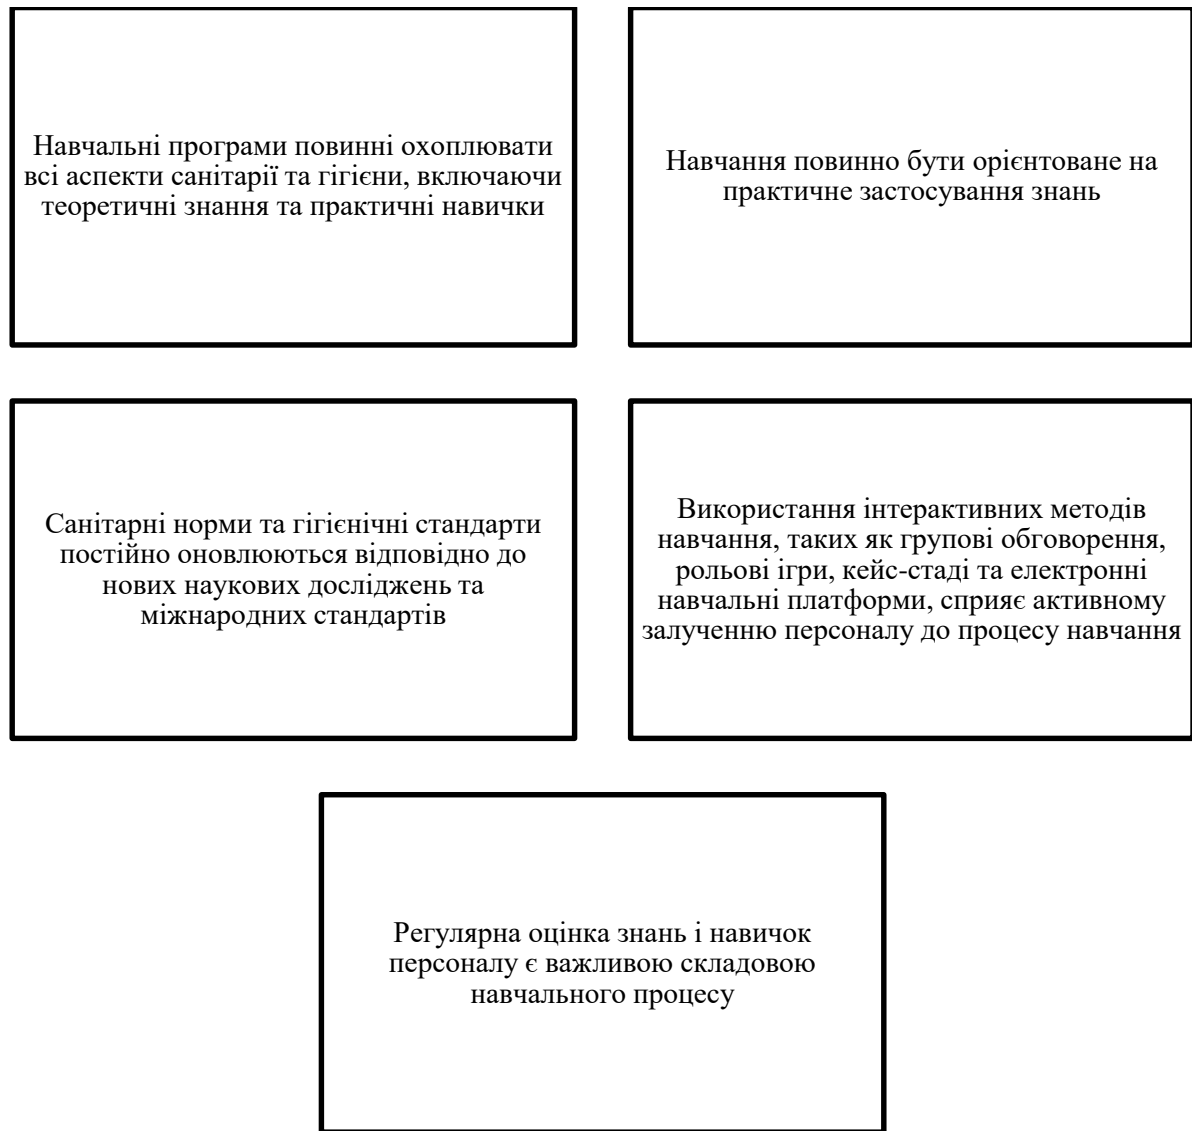 Навчальні програми повинні охоплювати
всі аспекти санітарії та гігієни, включаючи
теоретичні знання та практичні навички
Навчання повинно бути орієнтоване на
практичне застосування знань
Санітарні норми та гігієнічні стандарти
постійно оновлюються відповідно до
нових наукових досліджень та
міжнародних стандартів
Використання інтерактивних методів
навчання, таких як групові обговорення,
рольові ігри, кейс-стаді та електронні
навчальні платформи, сприяє активному
залученню персоналу до процесу навчання
Регулярна оцінка знань і навичок
персоналу є важливою складовою
навчального процесу